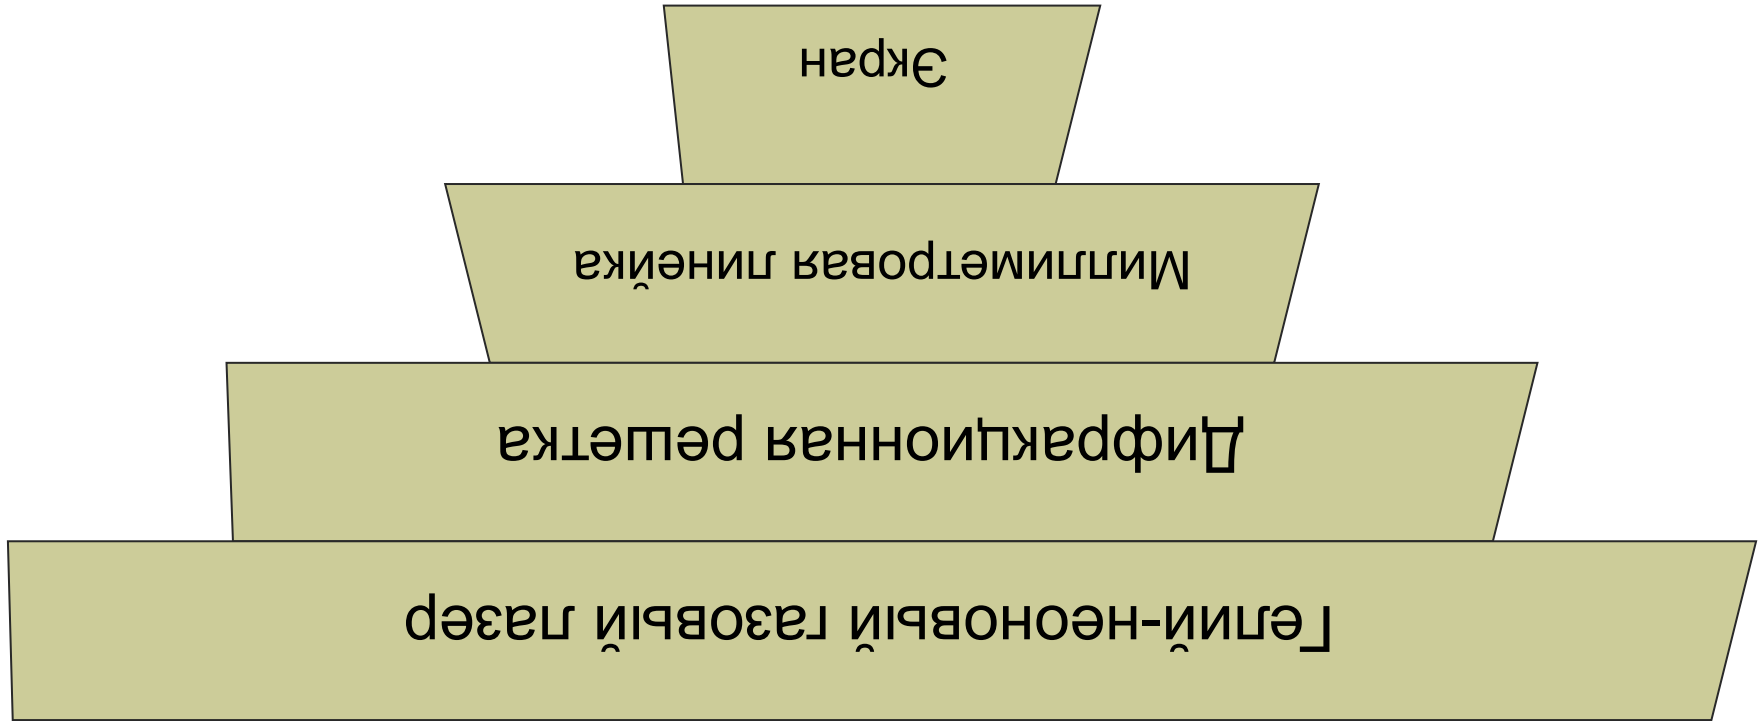 Гелий-неоновый газовый лазер
Дифракционная решетка
Миллиметровая линейка
Экран